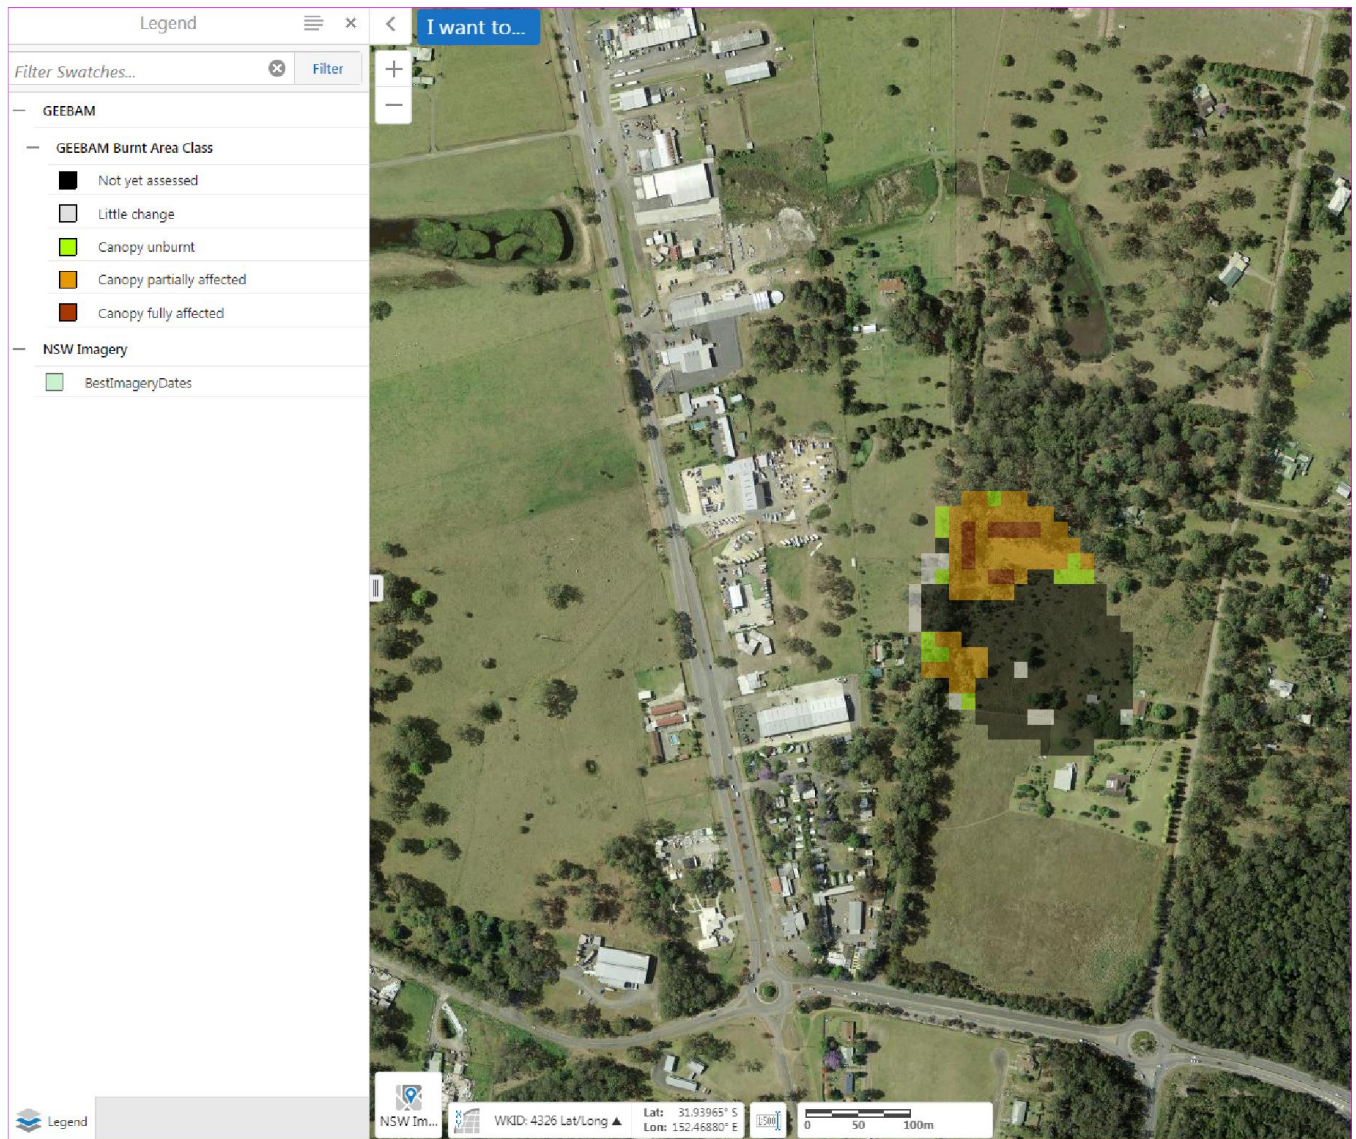 Legend
I want to...
Filter Swatches...
Filter
GEEBAM
GEEBAM Burnt Area Class
Not yet assessed
Little change
Canopy unburnt
Canopy partially affected
Canopy fully affected
NSW Imagery
BestImageryDates
Legend
NSW Im...
WKID: 4326 Lat/Long ▲
Lat: 31.93965° S
Lon: 152.46880° E
1:500
0 50 100m